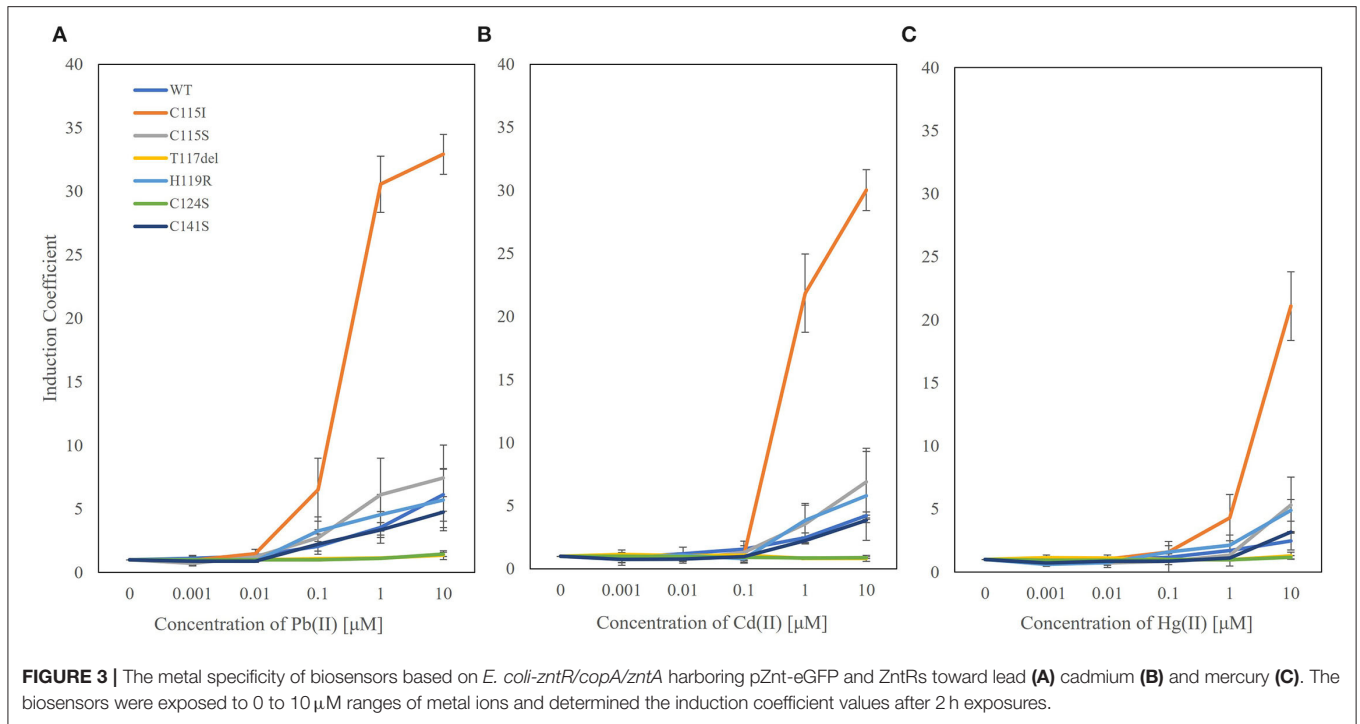 A
B
C
40
35
30
25
20
15
10
5
0
Induction Coefficient
WT
C115I
C115S
T117del
H119R
C124S
C141S
0 0.001 0.01 0.1 1 10
Concentration of Pb(II) [µM]
40
35
30
25
20
15
10
5
0
0 0.001 0.01 0.1 1 10
Concentration of Cd(II) [µM]
40
35
30
25
20
15
10
5
0
0 0.001 0.01 0.1 1 10
Concentration of Hg(II) [µM]
FIGURE 3 | The metal specificity of biosensors based on E. coli-zntR/copA/zntA harboring pZnt-eGFP and ZntRs toward lead (A) cadmium (B) and mercury (C). The
biosensors were exposed to 0 to 10 µM ranges of metal ions and determined the induction coefficient values after 2 h exposures.